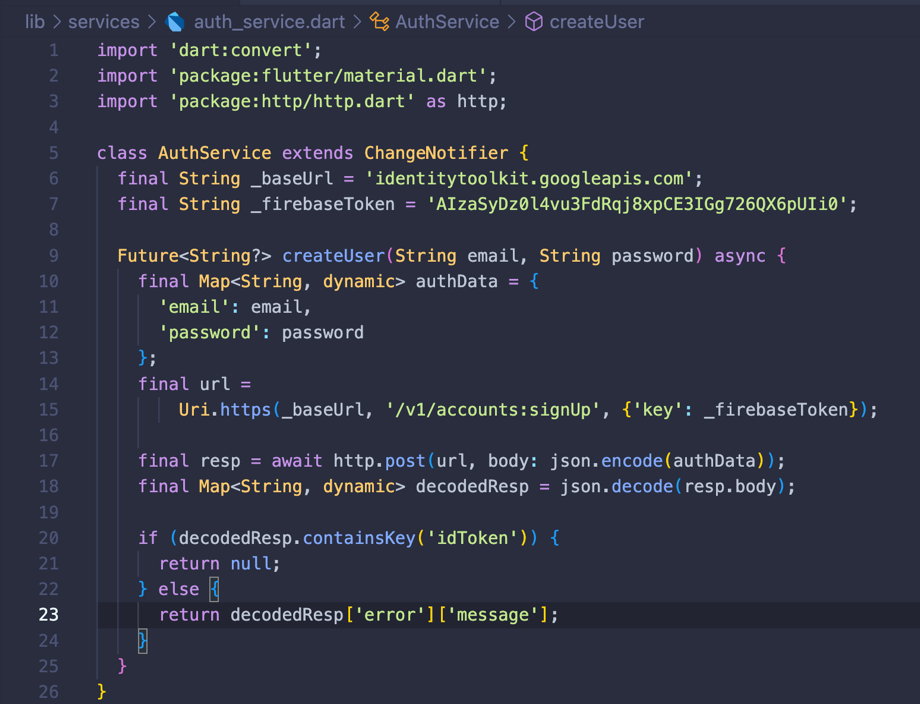 lib > services > auth_service.dart > AuthService > createUser
1 import 'dart:convert';
2 import 'package:flutter/material.dart';
3 import 'package:http/http.dart' as http;
4
5 class AuthService extends ChangeNotifier {
6 final String _baseUrl = 'identitytoolkit.googleapis.com';
7 final String _firebaseToken = 'AIzaSyDz0l4vu3FdRqj8xpCE3IGg726QX6pUIi0';
8
9 Future<String?> createUser(String email, String password) async {
10 final Map<String, dynamic> authData = {
11 'email': email,
12 'password': password
13 };
14 final url =
15 Uri.https(_baseUrl, '/v1/accounts:signUp', {'key': _firebaseToken});
16
17 final resp = await http.post(url, body: json.encode(authData));
18 final Map<String, dynamic> decodedResp = json.decode(resp.body);
19
20 if (decodedResp.containsKey('idToken')) {
21 return null;
22 } else {
23 return decodedResp['error']['message'];
24 }
25 }
26 }